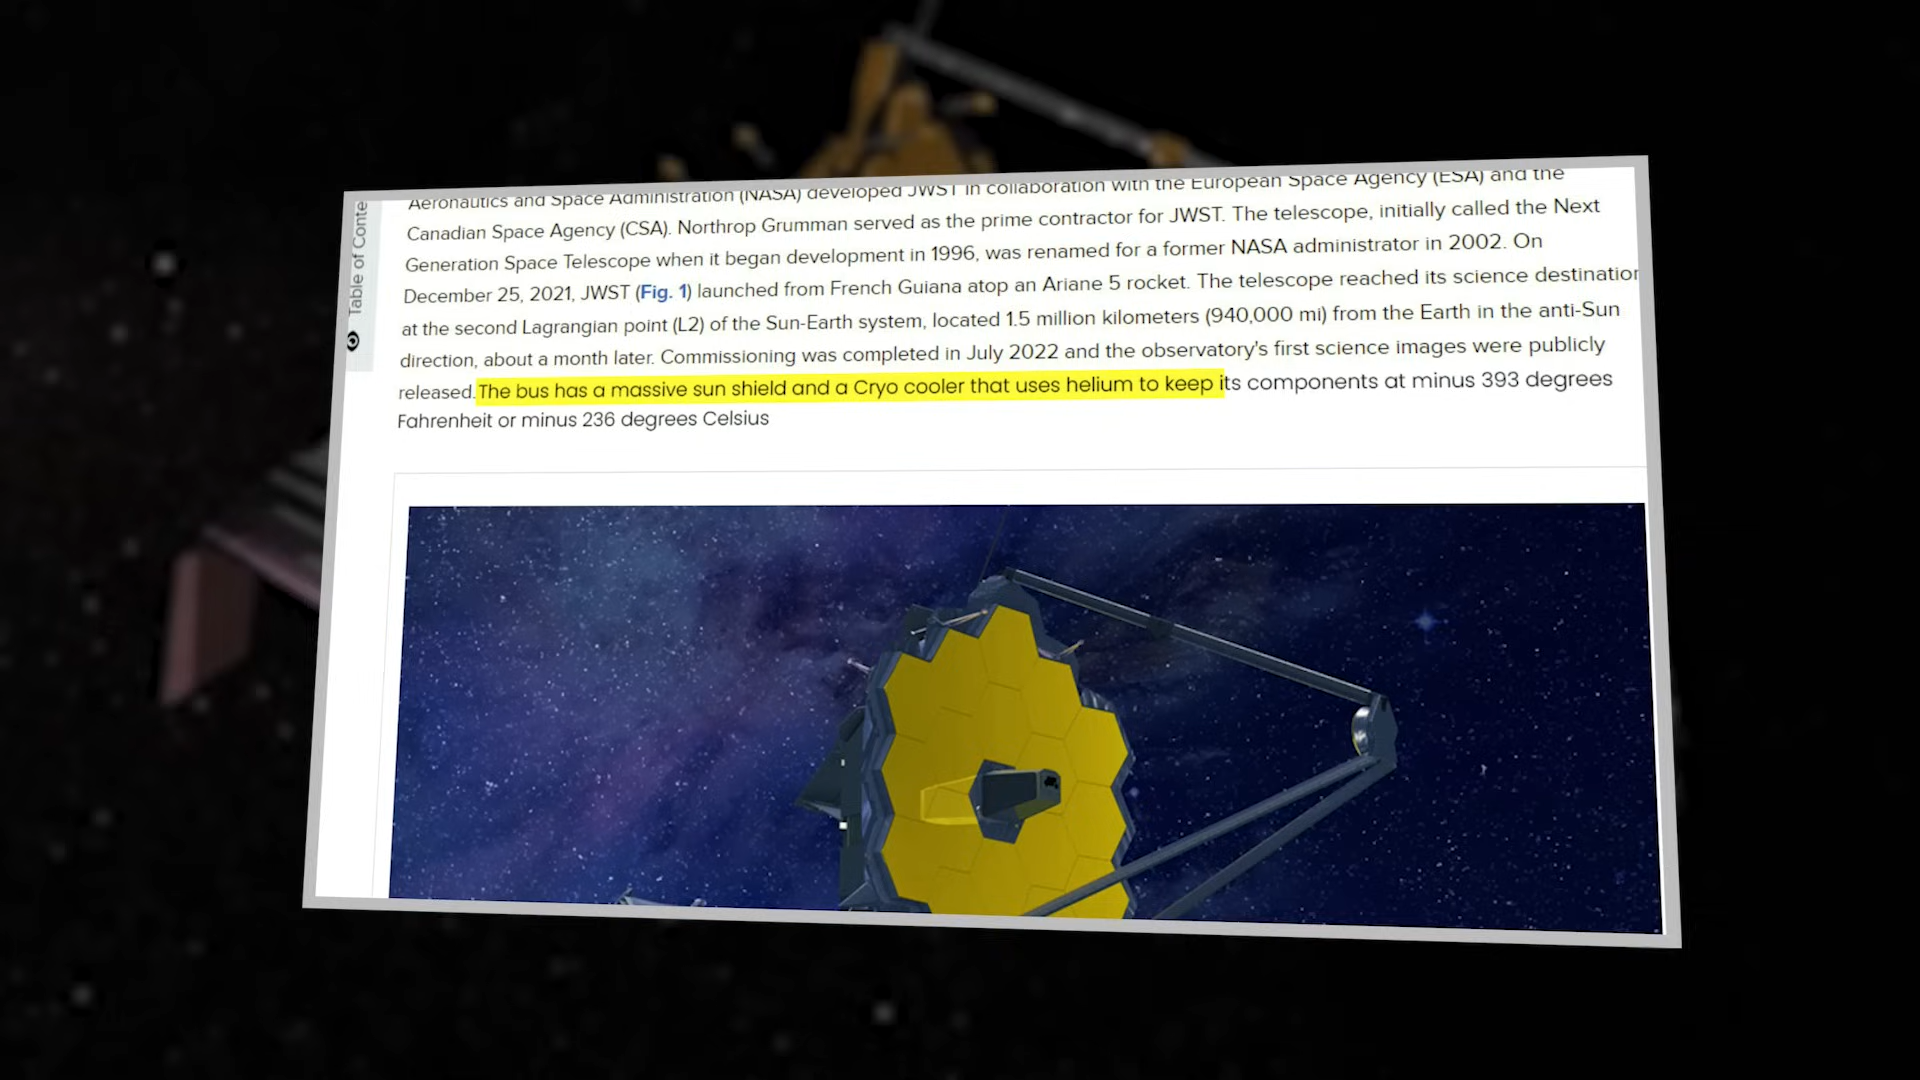 Aeronautics and Space Administration (NASA) developed JWST in collaboration with the European Space Agency (ESA) and the
Canadian Space Agency (CSA). Northrop Grumman served as the prime contractor for JWST. The telescope, initially called the Next
Generation Space Telescope when it began development in 1996, was renamed for a former NASA administrator in 2002. On
December 25, 2021, JWST (Fig. 1) launched from French Guiana atop an Ariane 5 rocket. The telescope reached its science destination
at the second Lagrangian point (L2) of the Sun-Earth system, located 1.5 million kilometers (940,000 mi) from the Earth in the anti-Sun
direction, about a month later. Commissioning was completed in July 2022 and the observatory's first science images were publicly
released. The bus has a massive sun shield and a Cryo cooler that uses helium to keep its components at minus 393 degrees
Fahrenheit or minus 236 degrees Celsius
Table of Conte